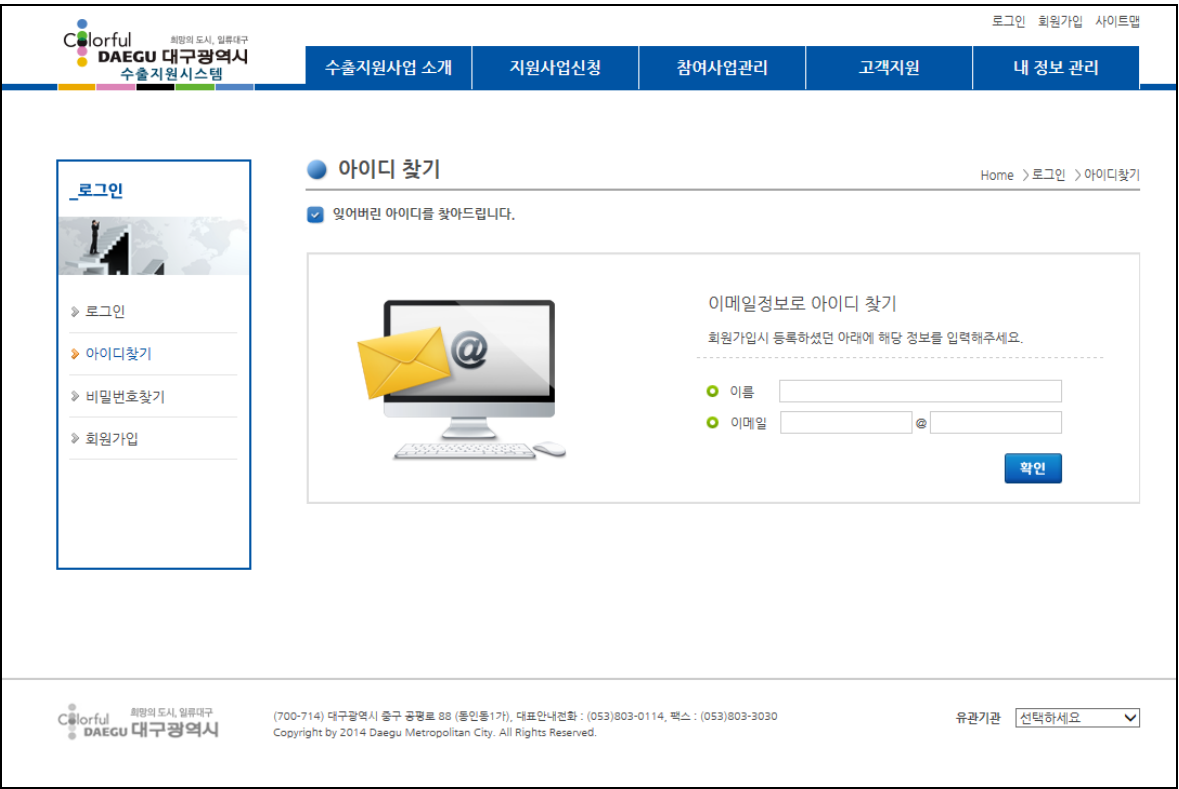 로그인 회원가입 사이트맵
Colorful 희망의 도시, 일류대구
DAEGU 대구광역시
수출지원시스템
수출지원사업 소개 지원사업신청 참여사업관리 고객지원 내 정보 관리
_로그인
로그인
아이디찾기
비밀번호찾기
회원가입
아이디 찾기
Home 〉로그인 〉아이디찾기
잊어버린 아이디를 찾아드립니다.
@
이메일정보로 아이디 찾기
회원가입시 등록하셨던 아래에 해당 정보를 입력해주세요.
이름
이메일 @
확인
Colorful 희망의 도시, 일류대구
DAEGU 대구광역시
(700-714) 대구광역시 중구 공평로 88 (동인동1가), 대표안내전화 : (053)803-0114, 팩스 : (053)803-3030
Copyright by 2014 Daegu Metropolitan City. All Rights Reserved.
유관기관 선택하세요